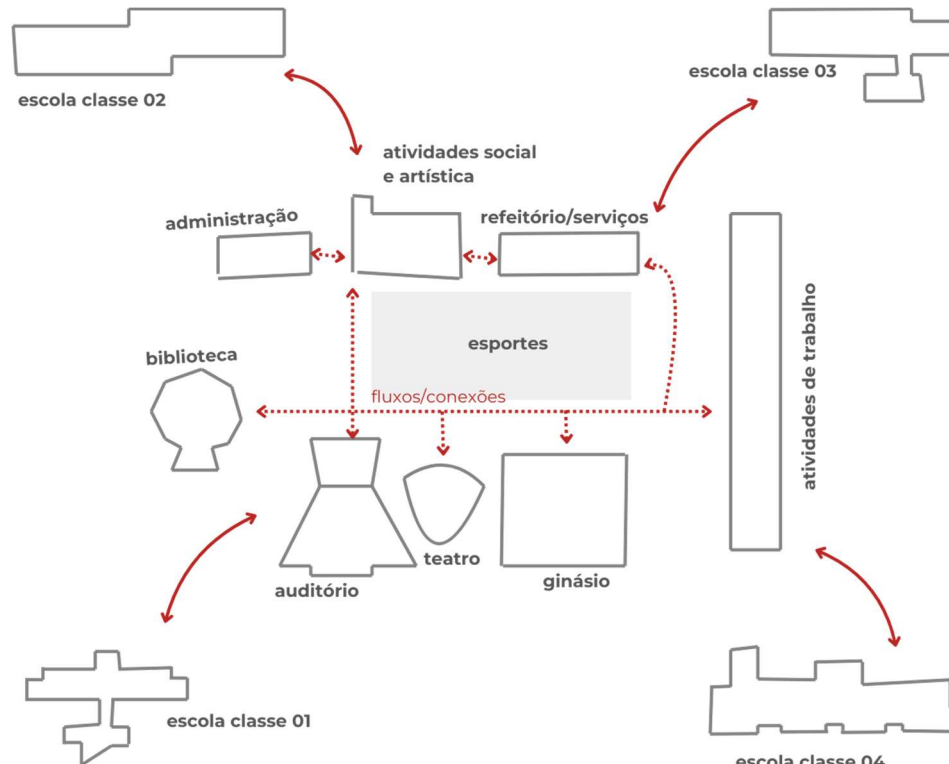 escola classe 02
escola classe 03
atividades social
e artística
administração
refeitório/serviços
esportes
biblioteca
fluxos/conexões
atividades de trabalho
teatro
auditório
ginásio
escola classe 01
escola classe 04